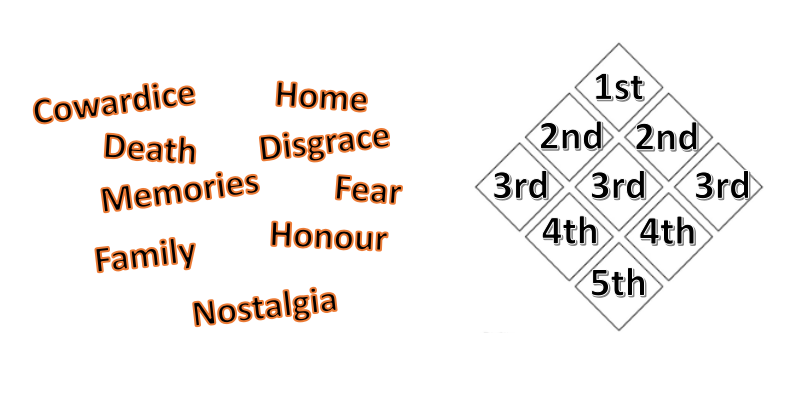 Cowardice
Home
Death
Disgrace
Memories
Fear
Family
Honour
Nostalgia
1st
2nd 2nd
3rd 3rd 3rd
4th 4th
5th